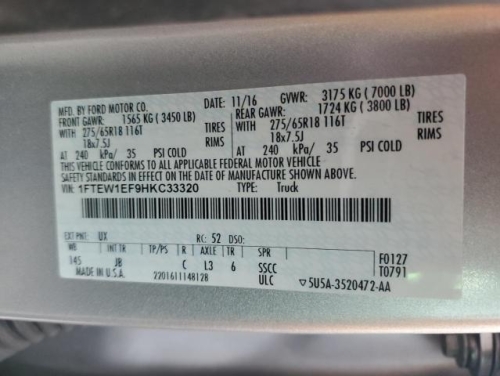 MFD. BY FORD MOTOR CO.
DATE: 11/16 GVWR: 3175 KG ( 7000 LB)
FRONT GAWR: 1565 KG ( 3450 LB) REAR GAWR: 1724 KG ( 3800 LB)
WITH 275/65R18 116T TIRES WITH 275/65R18 116T TIRES
18x7.5J RIMS 18x7.5J RIMS
AT 240 kPa/ 35 PSI COLD AT 240 kPa/ 35 PSI COLD
THIS VEHICLE CONFORMS TO ALL APPLICABLE FEDERAL MOTOR VEHICLE
SAFETY STANDARDS IN EFFECT ON THE DATE OF MANUFACTURE SHOWN ABOVE.
VIN: 1FTEW1EF9HKC33320 TYPE: Truck
EXT PNT: UX RC: 52 DSO:
WB INT TR TP/PS R AXLE TR SPR F0127
145 JB C L3 6 SSCC T0791
MADE IN U.S.A. 2201611148128 ULC ▽5U5A-3520472-AA